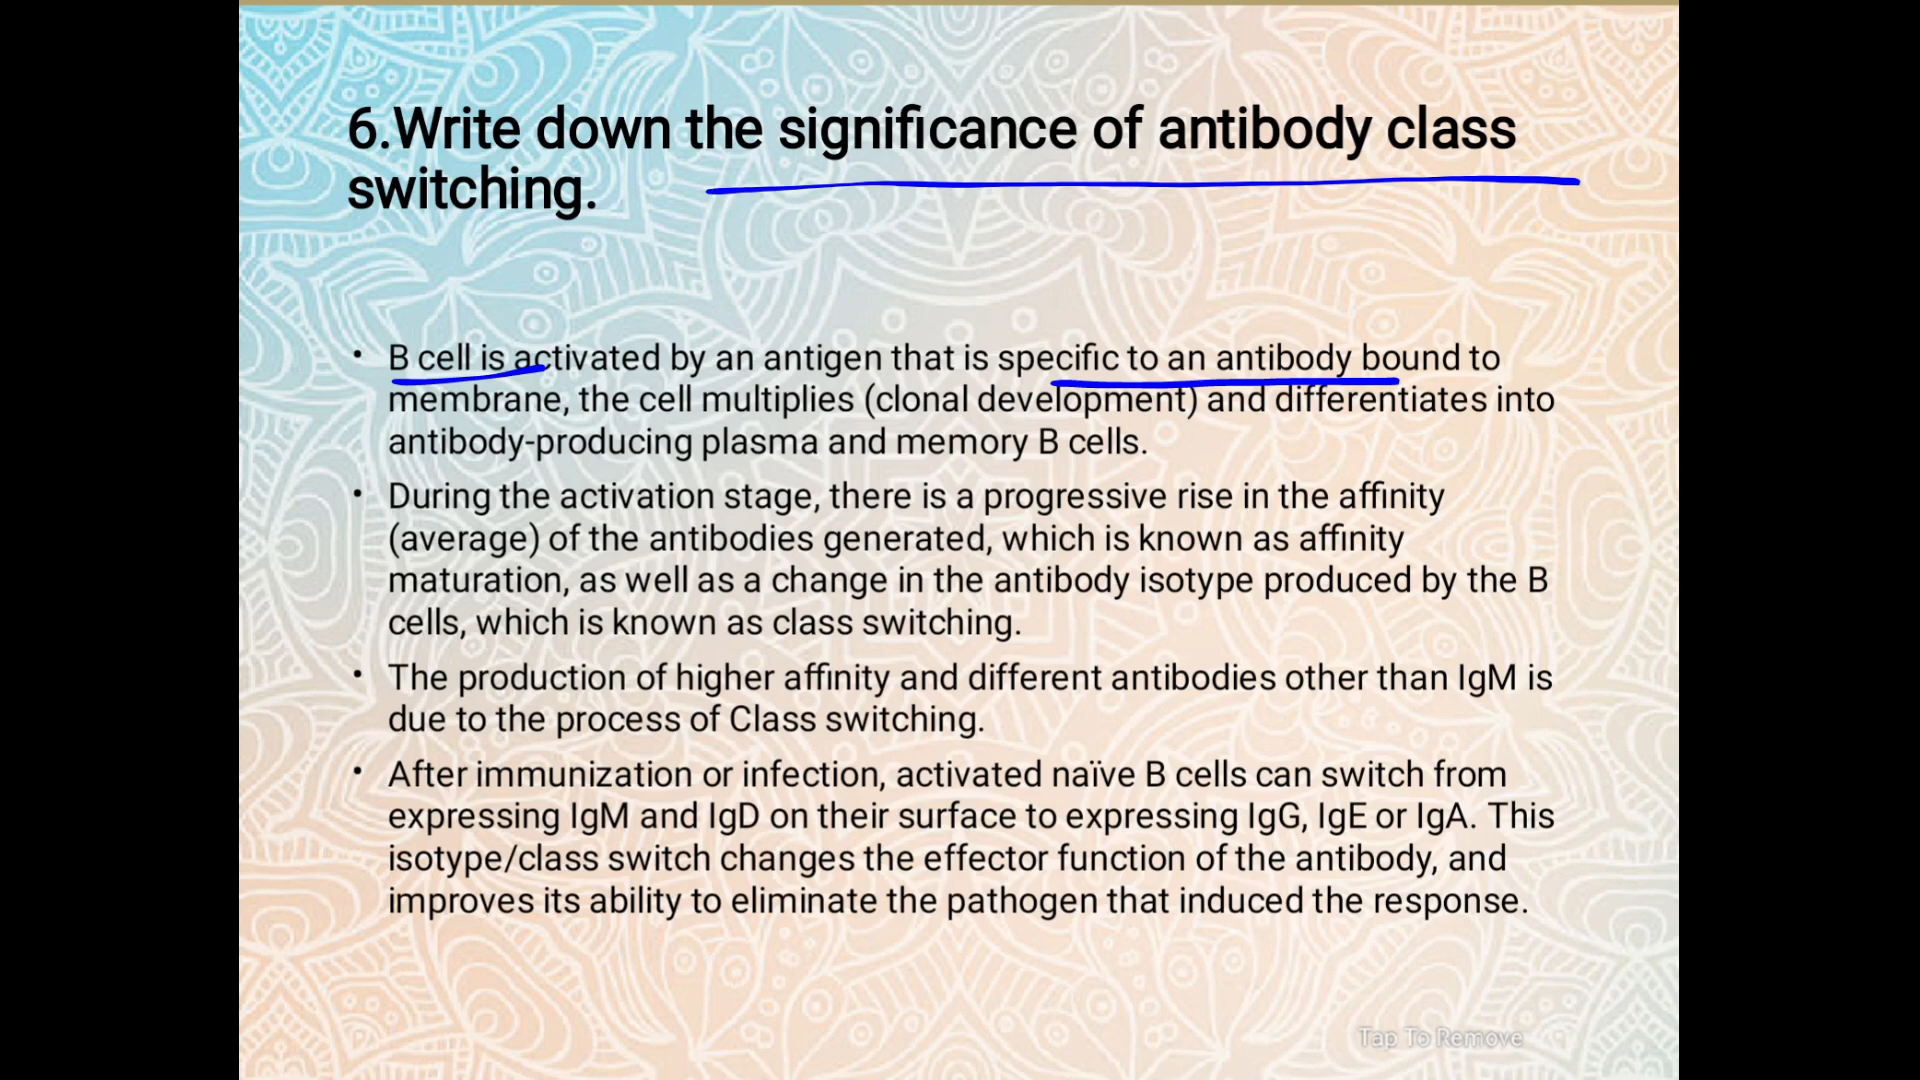 6.Write down the significance of antibody class
switching.
• B cell is activated by an antigen that is specific to an antibody bound to
membrane, the cell multiplies (clonal development) and differentiates into
antibody-producing plasma and memory B cells.
• During the activation stage, there is a progressive rise in the affinity
(average) of the antibodies generated, which is known as affinity
maturation, as well as a change in the antibody isotype produced by the B
cells, which is known as class switching.
• The production of higher affinity and different antibodies other than IgM is
due to the process of Class switching.
• After immunization or infection, activated naïve B cells can switch from
expressing IgM and IgD on their surface to expressing IgG, IgE or IgA. This
isotype/class switch changes the effector function of the antibody, and
improves its ability to eliminate the pathogen that induced the response.
Tap To Remove